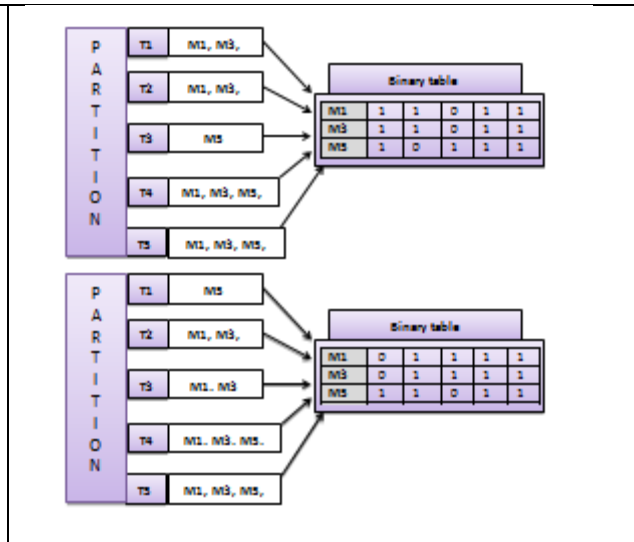 PARTITION
T1 M1, M3,
T2 M1, M3,
T3 M5
T4 M1, M3, M5,
T5 M1, M3, M5,
Binary table
M1 1 1 0 1 1
M3 1 1 0 1 1
M5 1 0 1 1 1
PARTITION
T1 M5
T2 M1, M3,
T3 M1. M3
T4 M1. M3. M5.
T5 M1, M3, M5,
Binary table
M1 0 1 1 1 1
M3 0 1 1 1 1
M5 1 1 0 1 1